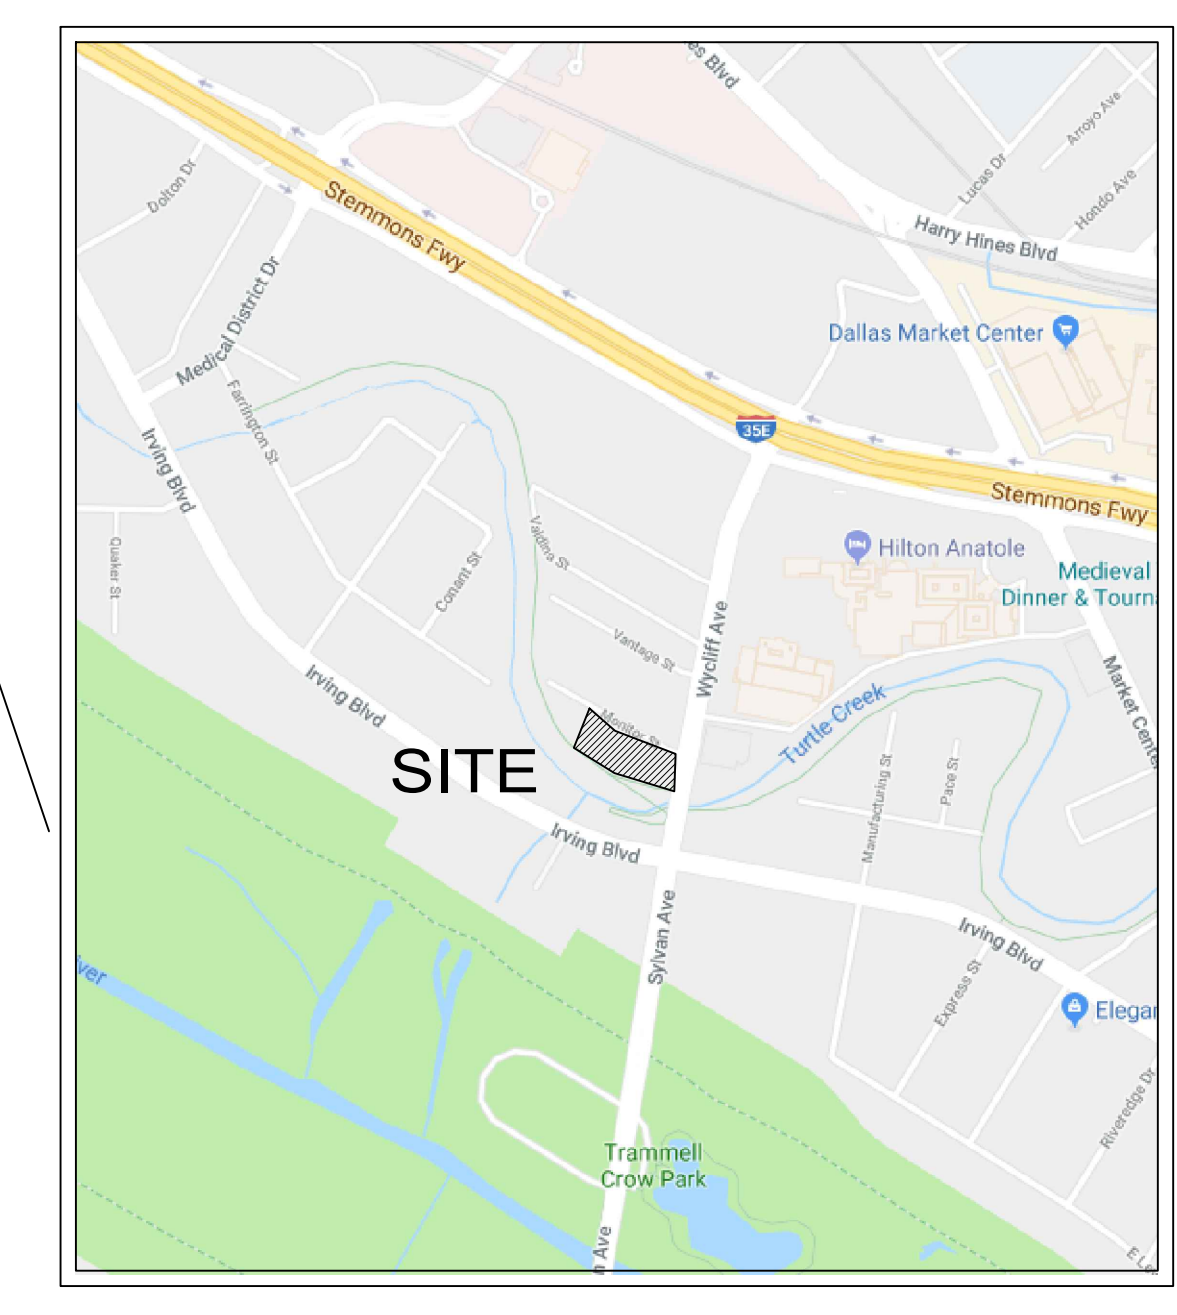 es Blvd
Arroyo Ave
Lucas Dr
Dolton Dr
Hondo Ave
Stemmons Fwy
Harry Hines Blvd
Medical District Dr
Dallas Market Center
Farrington St
35E
Irving Blvd
Stemmons Fwy
Quaker St
Conant St
Valdina St
Hilton Anatole
Medieval
Dinner & Tourn
Vantage St
Wycliff Ave
Irving Blvd
Monitor St
Turtle Creek
Market Cente
SITE
Manufacturing St
Pace St
Irving Blvd
Sylvan Ave
Irving Blvd
iver
Express St
Elegan
Riveredge Dr
Trammell
Crow Park
n Ave